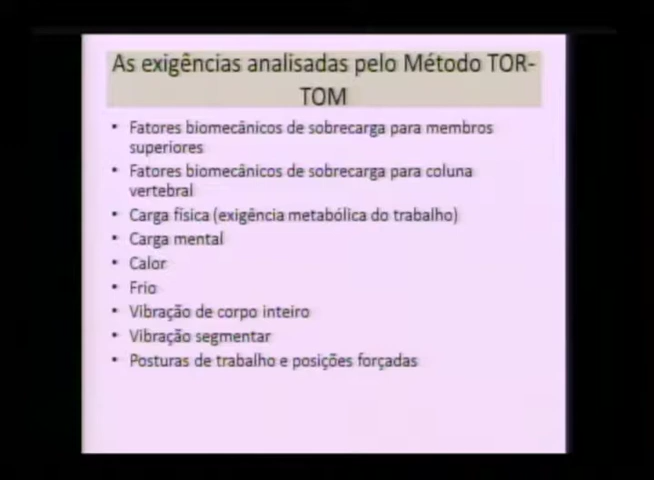 As exigências analisadas pelo Método TOR-
TOM
• Fatores biomecânicos de sobrecarga para membros
superiores
• Fatores biomecânicos de sobrecarga para coluna
vertebral
• Carga física (exigência metabólica do trabalho)
• Carga mental
• Calor
• Frio
• Vibração de corpo inteiro
• Vibração segmentar
• Posturas de trabalho e posições forçadas